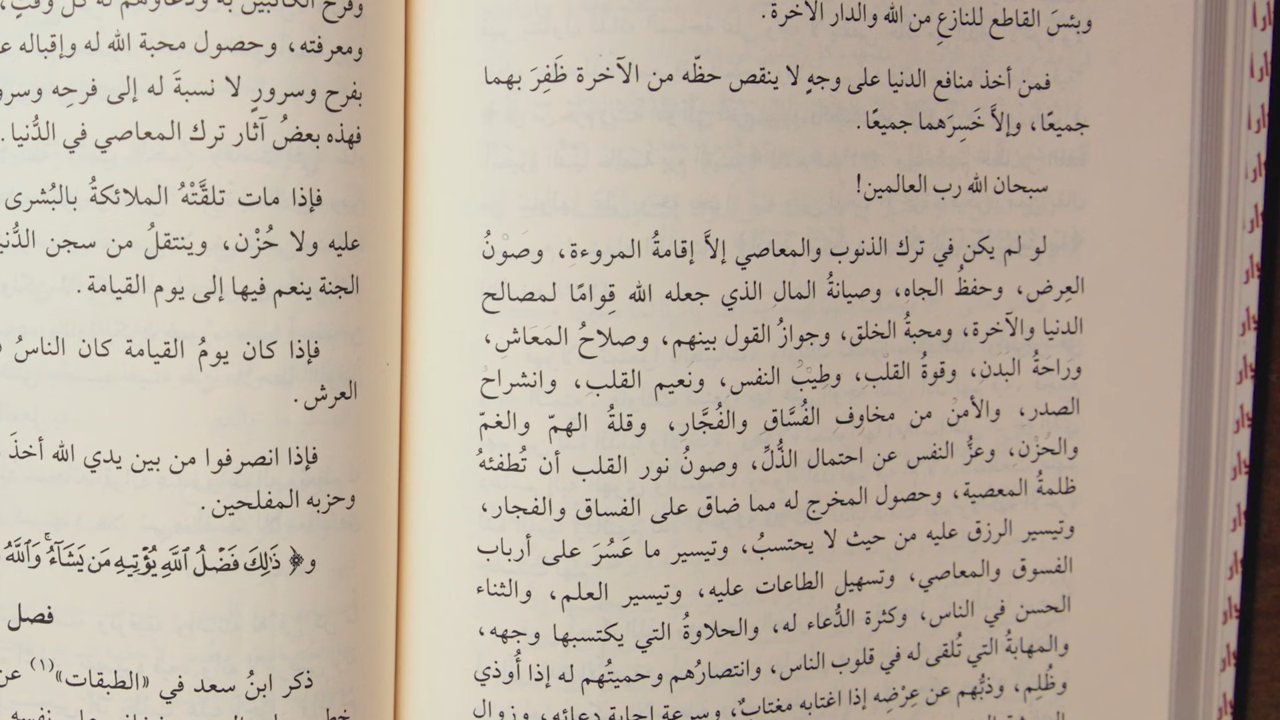 وبئسَ القاطع للنازعِ من الله والدار الآخرة.
فمن أخذ منافع الدنيا على وجهٍ لا ينقص حظّه من الآخرة ظَفِرَ بهما
جميعًا، وإلاَّ خَسِرَهما جميعًا.
سبحان الله رب العالمين!
لو لم يكن في ترك الذنوب والمعاصي إلاَّ إقامةُ المروءةِ، وصَوْنُ
العِرض، وحفظُ الجاه، وصيانةُ المالِ الذي جعله الله قِوامًا لمصالح
الدنيا والآخرة، ومحبةُ الخلق، وجوازُ القول بينهم، وصلاحُ المَعَاشِ،
ورَاحَةُ البَدَن، وقوةُ القلْب، وطِيْبُ النفسِ، ونعيم القلبِ، وانشراحُ
الصدر، والأمنُ من مخاوف الفُسَّاقِ والفُجَّار، وقلةُ الهمّ والغمّ
والحُزْن، وعزُّ النفس عن احتمال الذُّلِّ، وصونُ نور القلب أن تُطفئهُ
ظلمةُ المعصية، وحصول المخرج له مما ضاق على الفساق والفجار،
وتيسير الرزق عليه من حيث لا يحتسبُ، وتيسير ما عَسُرَ على أرباب
الفسوق والمعاصي، وتسهيل الطاعات عليه، وتيسير العلم، والثناء
الحسن في الناس، وكثرة الدُّعاء له، والحلاوةُ التي يكتسبها وجهه،
والمهابةُ التي تُلقى له في قلوب الناس، وانتصارُهم وحميتُهم له إذا أُوذي
وظُلِم، وذبُّهم عن عِرْضِه إذا اغتابه مغتابٌ، وسرعة إجابة دعائه، وزوال
ومعرفته، وحصول محبة الله له وإقباله
بفرح وسرورٍ لا نسبةَ له إلى فرحِه
فهذه بعضُ آثار ترك المعاصي في الدُّنيا.
فإذا مات تلقَّتْهُ الملائكةُ بالبُشرى
عليه ولا حُزْن، وينتقلُ من سجن
الجنة ينعم فيها إلى يوم القيامة.
فإذا كان يومُ القيامة كان الناسُ
العرش.
فإذا انصرفوا من بين يدي الله أخذَ
وحزبه المفلحين.
و﴿ ذَٰلِكَ فَضْلُ ٱللَّهِ يُؤْتِيهِ مَن يَشَآءُ ۚ وَٱللَّهُ
فصل
ذكر ابنُ سعد في «الطبقات»(١)